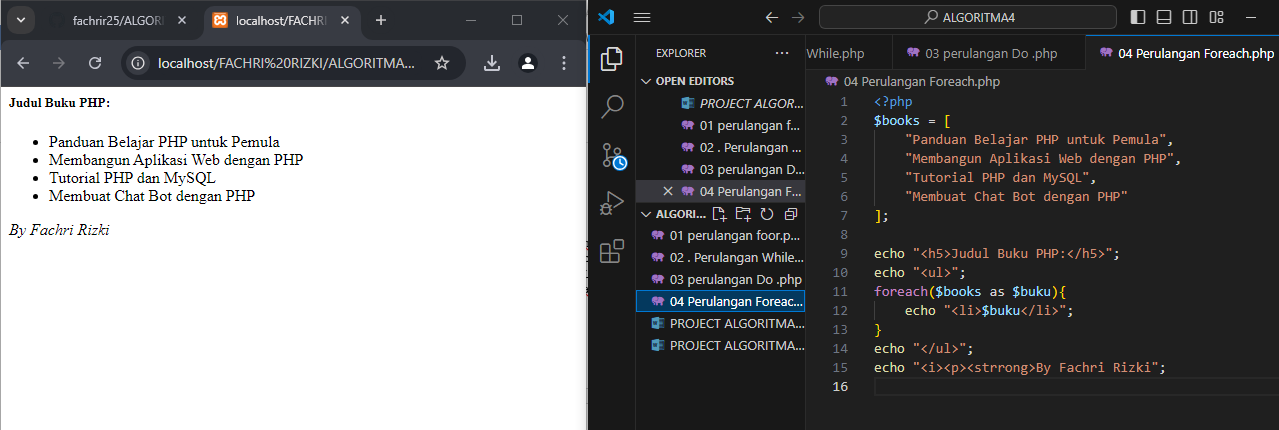 fachrir25/ALGORI
localhost/FACHRI
localhost/FACHRI%20RIZKI/ALGORITMA...
Judul Buku PHP:
Panduan Belajar PHP untuk Pemula
Membangun Aplikasi Web dengan PHP
Tutorial PHP dan MySQL
Membuat Chat Bot dengan PHP
By Fachri Rizki
ALGORITMA4
EXPLORER
OPEN EDITORS
PROJECT ALGOR...
01 perulangan f...
02 . Perulangan ...
03 perulangan D...
04 Perulangan F...
ALGORI...
01 perulangan foor.p...
02 . Perulangan While...
03 perulangan Do .php
04 Perulangan Foreac...
PROJECT ALGORITMA...
PROJECT ALGORITMA...
While.php
03 perulangan Do .php
04 Perulangan Foreach.php
04 Perulangan Foreach.php
1 <?php
2 $books = [
3 "Panduan Belajar PHP untuk Pemula",
4 "Membangun Aplikasi Web dengan PHP",
5 "Tutorial PHP dan MySQL",
6 "Membuat Chat Bot dengan PHP"
7 ];
8
9 echo "<h5>Judul Buku PHP:</h5>";
10 echo "<ul>";
11 foreach($books as $buku){
12 echo "<li>$buku</li>";
13 }
14 echo "</ul>";
15 echo "<i><p><strrong>By Fachri Rizki";
16